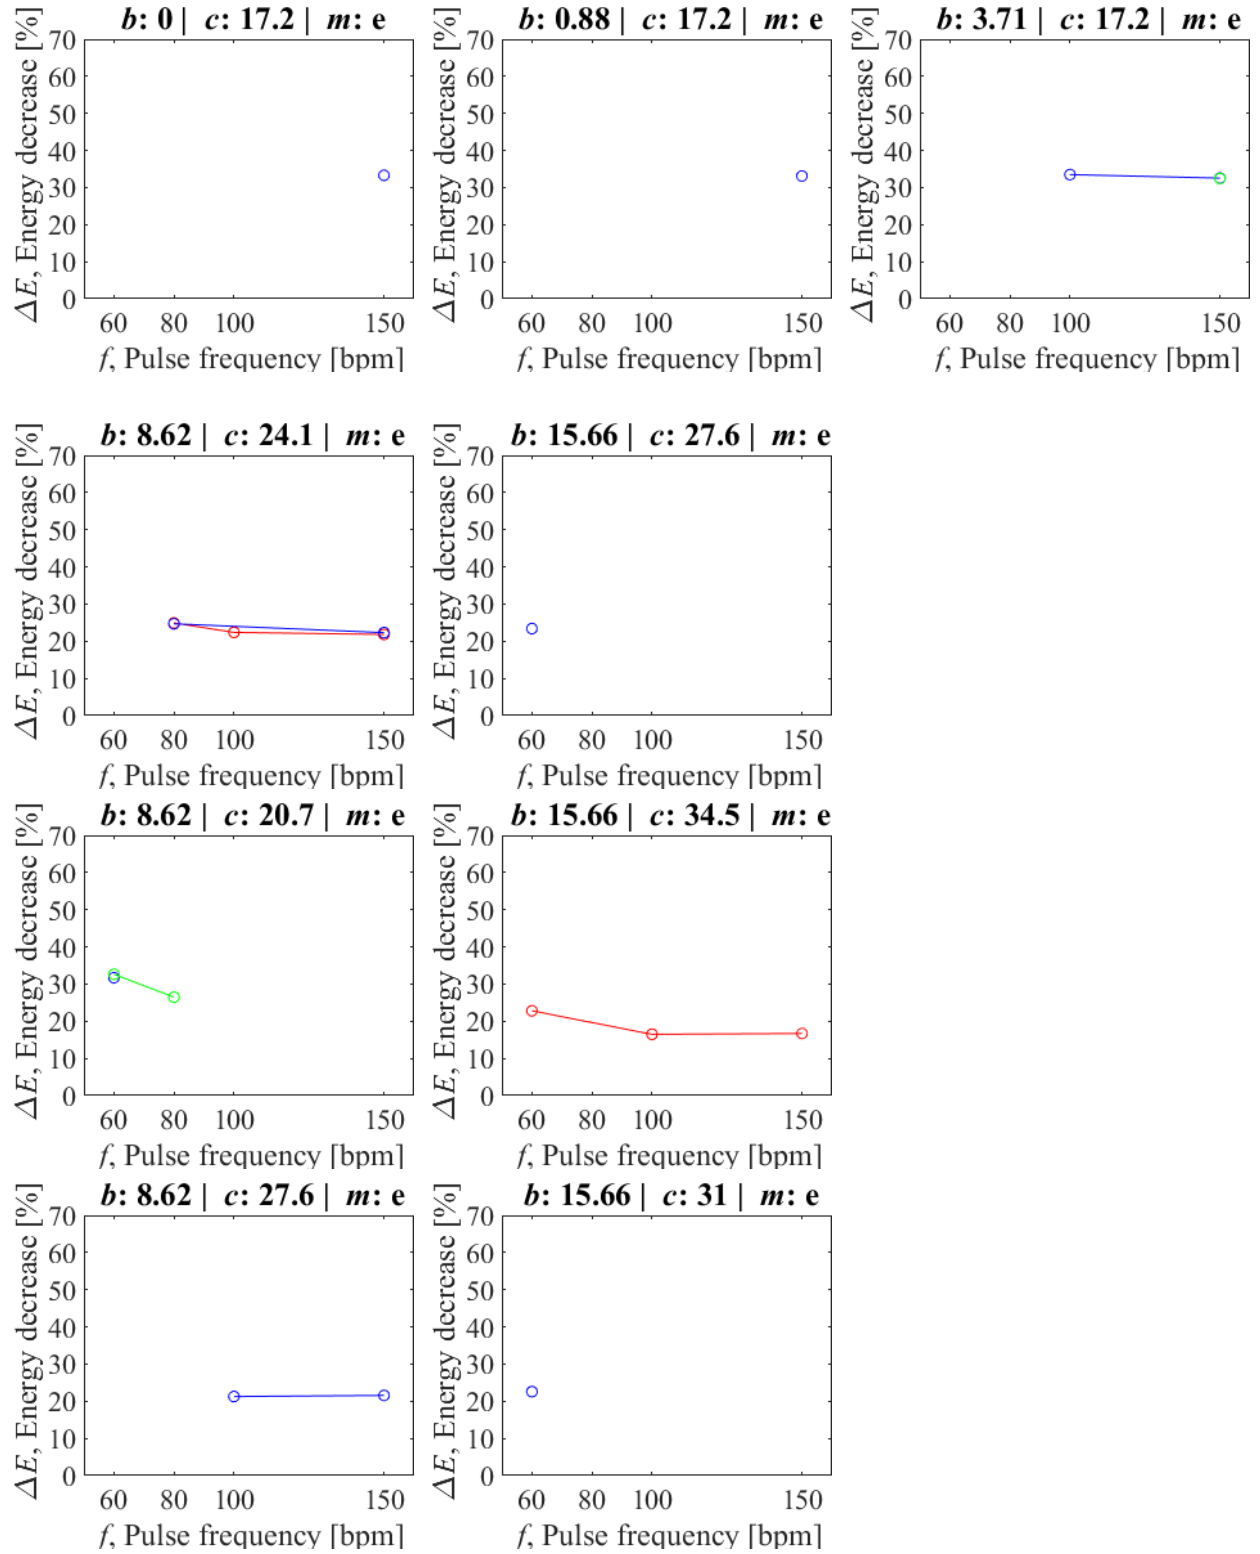 b: 0 | c: 17.2 | m: e
ΔE, Energy decrease [%]
70
60
50
40
30
20
10
0
60 80 100 150
f, Pulse frequency [bpm]
b: 0.88 | c: 17.2 | m: e
ΔE, Energy decrease [%]
70
60
50
40
30
20
10
0
60 80 100 150
f, Pulse frequency [bpm]
b: 3.71 | c: 17.2 | m: e
ΔE, Energy decrease [%]
70
60
50
40
30
20
10
0
60 80 100 150
f, Pulse frequency [bpm]
b: 8.62 | c: 24.1 | m: e
ΔE, Energy decrease [%]
70
60
50
40
30
20
10
0
60 80 100 150
f, Pulse frequency [bpm]
b: 15.66 | c: 27.6 | m: e
ΔE, Energy decrease [%]
70
60
50
40
30
20
10
0
60 80 100 150
f, Pulse frequency [bpm]
b: 8.62 | c: 20.7 | m: e
ΔE, Energy decrease [%]
70
60
50
40
30
20
10
0
60 80 100 150
f, Pulse frequency [bpm]
b: 15.66 | c: 34.5 | m: e
ΔE, Energy decrease [%]
70
60
50
40
30
20
10
0
60 80 100 150
f, Pulse frequency [bpm]
b: 8.62 | c: 27.6 | m: e
ΔE, Energy decrease [%]
70
60
50
40
30
20
10
0
60 80 100 150
f, Pulse frequency [bpm]
b: 15.66 | c: 31 | m: e
ΔE, Energy decrease [%]
70
60
50
40
30
20
10
0
60 80 100 150
f, Pulse frequency [bpm]